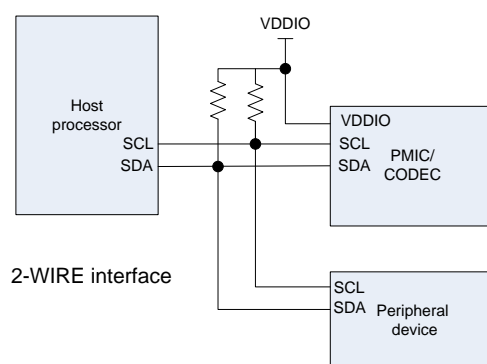 VDDIO
Host
processor
SCL
SDA
VDDIO
SCL
SDA
PMIC/
CODEC
2-WIRE interface
SCL
SDA
Peripheral
device